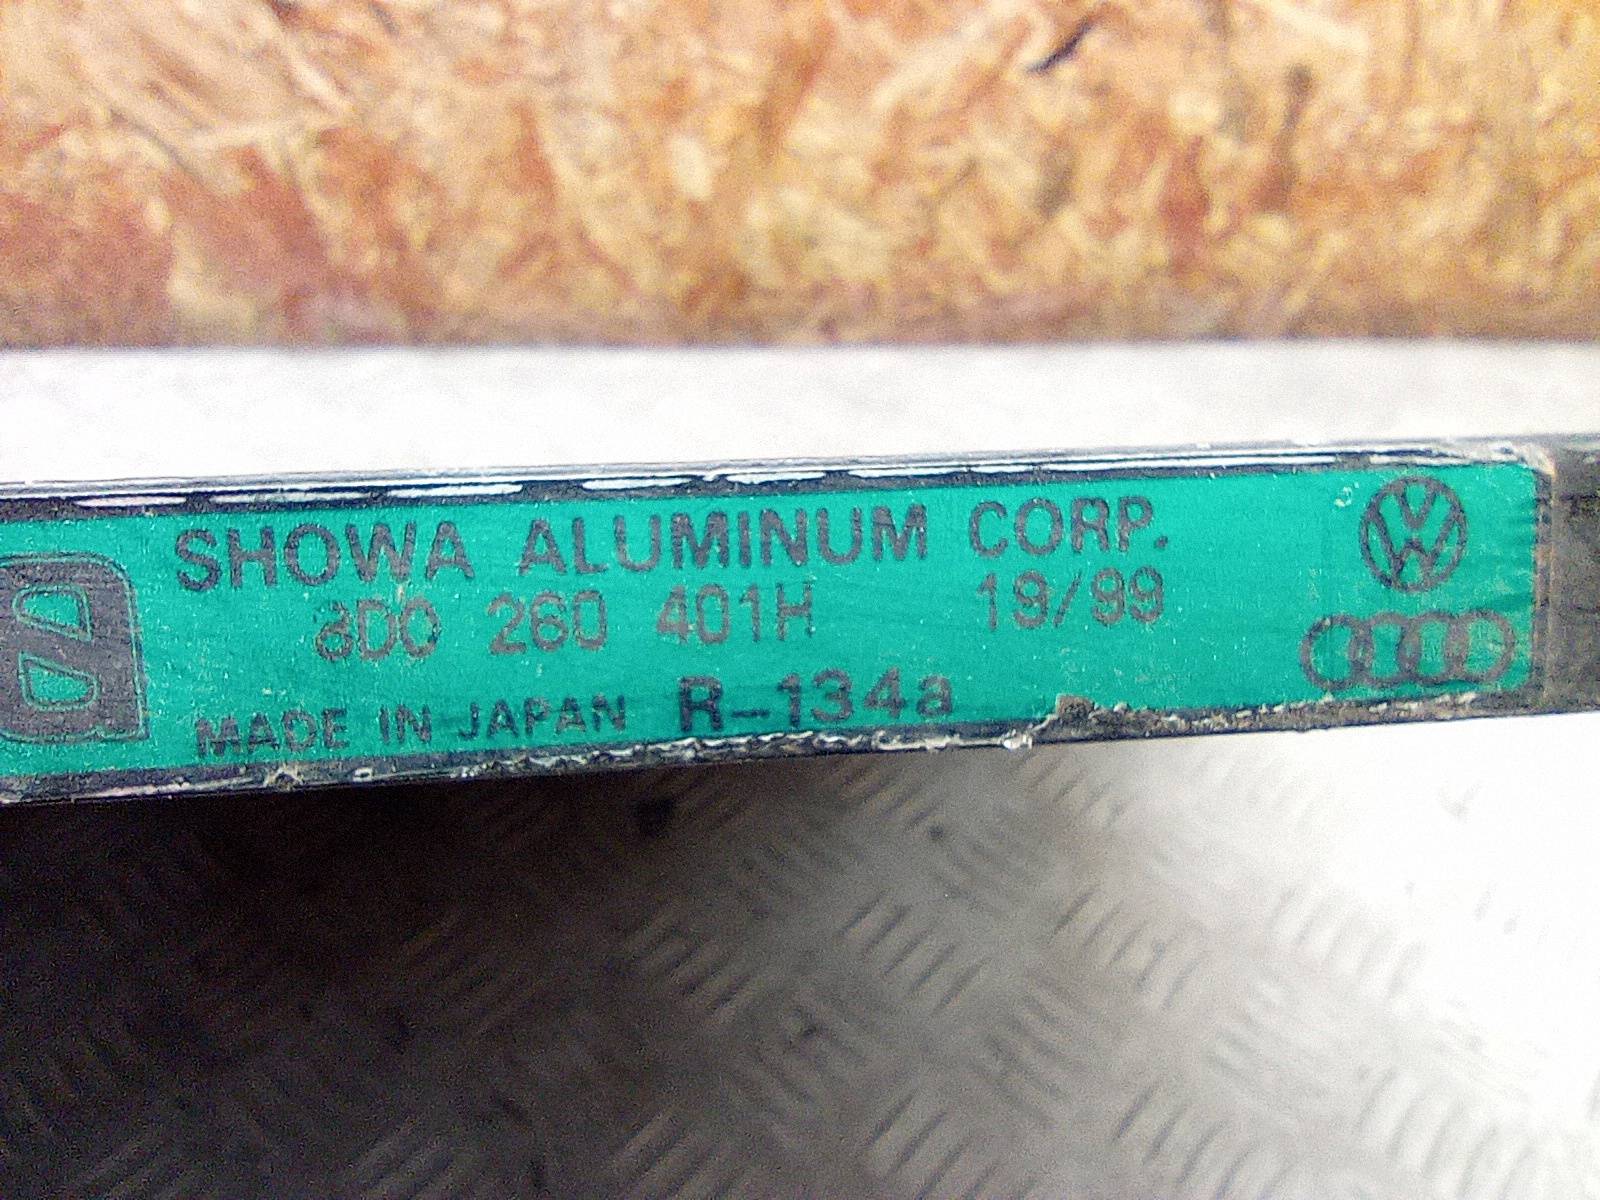 SHOWA ALUMINUM CORP.
8D0 260 401H 19/99
MADE IN JAPAN R-134a